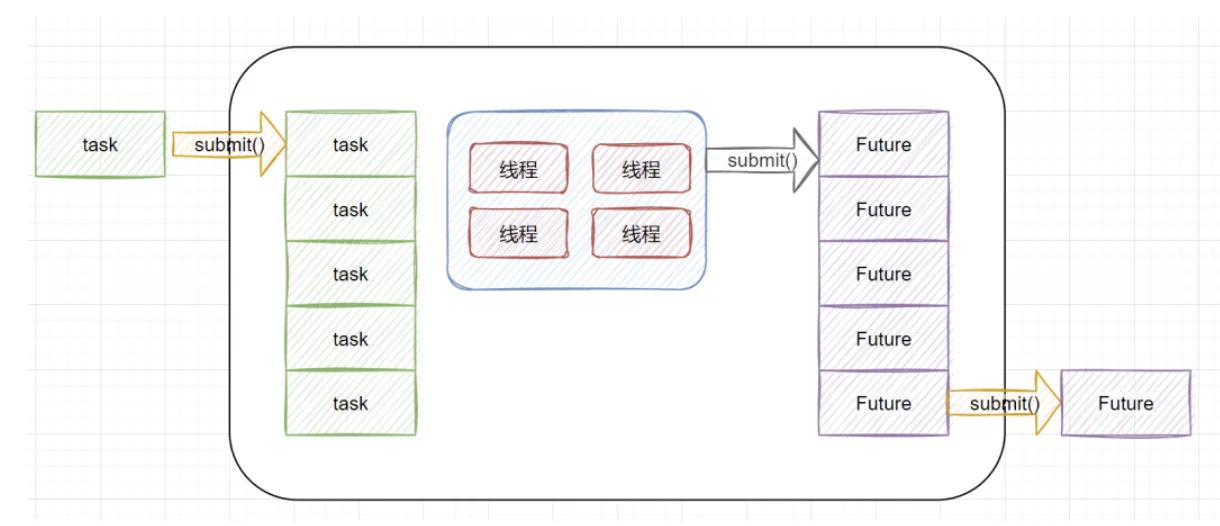 task
submit()
task
task
task
task
task
线程
线程
线程
线程
submit()
Future
Future
Future
Future
Future
submit()
Future